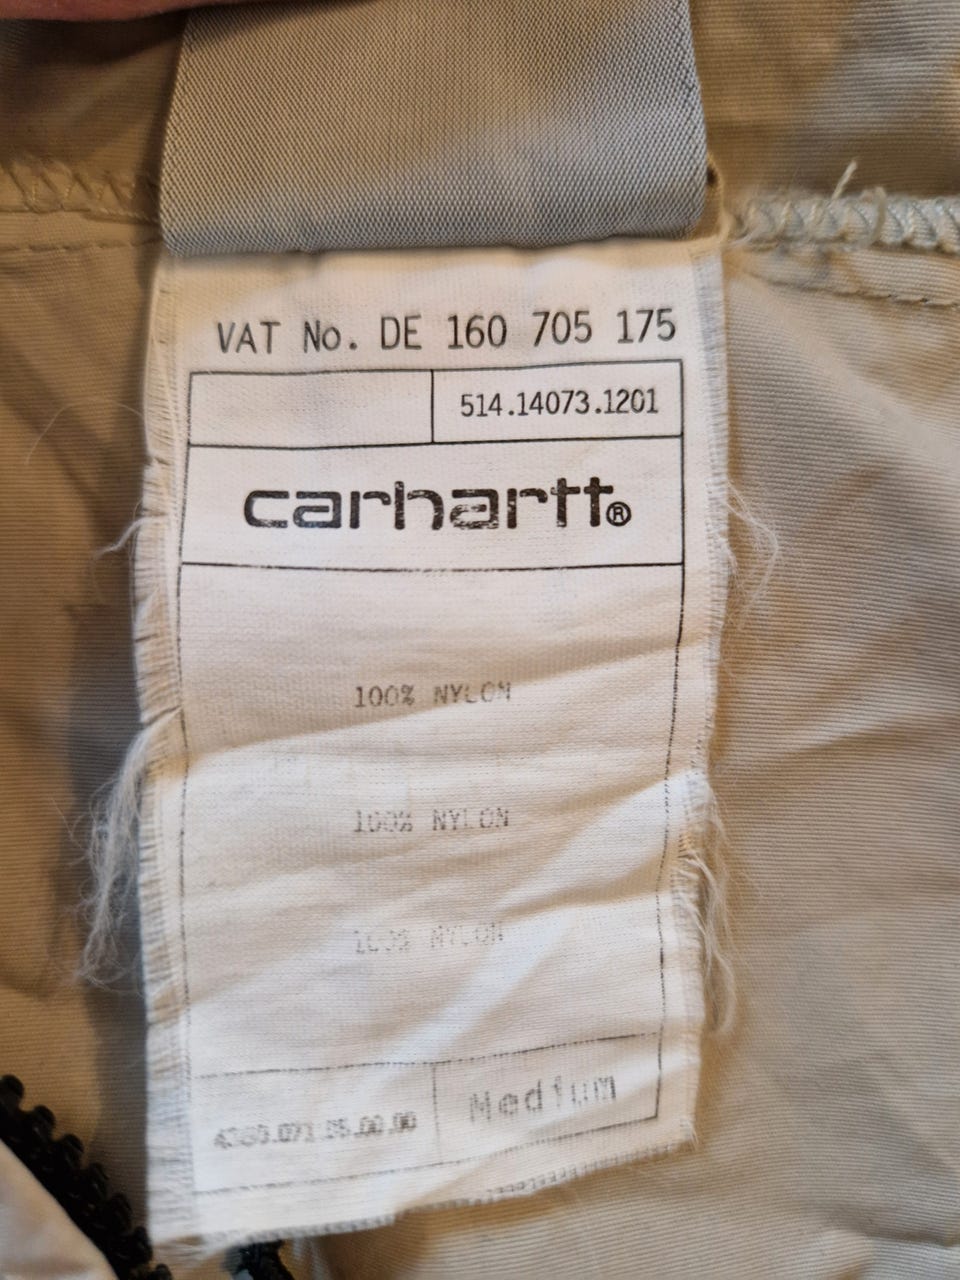 VAT No. DE 160 705 175
514.14073.1201
carhartt®
100% NYLON
100% NYLON
100% NYLON
Medium